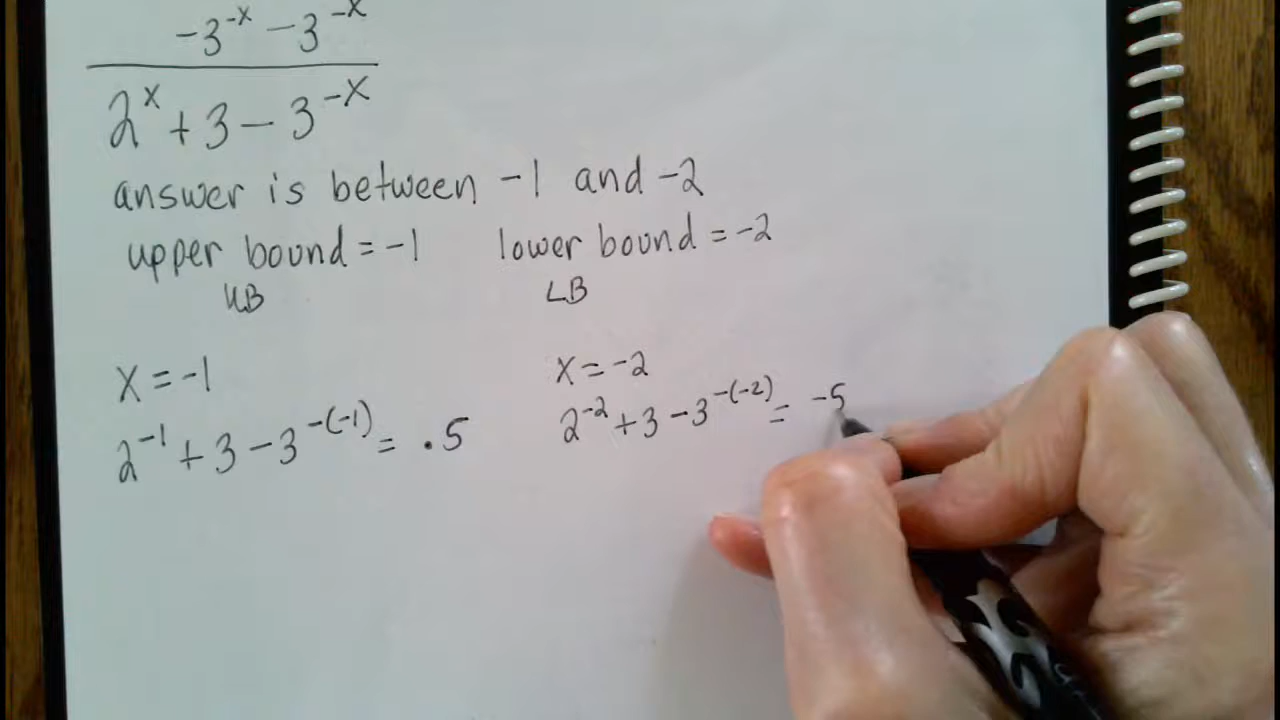 -3^-x -3^-x
2^x + 3 - 3^-x
answer is between -1 and -2
upper bound = -1 lower bound = -2
UB LB
x = -1 x = -2
2^-1 + 3 - 3^-(-1) = .5 2^-2 + 3 - 3^-(-2) = -5